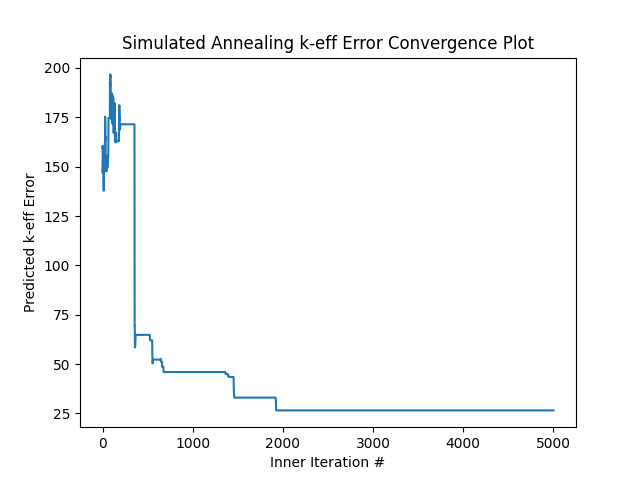 Simulated Annealing k-eff Error Convergence Plot
200
175
150
125
100
75
50
25
Predicted k-eff Error
0 1000 2000 3000 4000 5000
Inner Iteration #